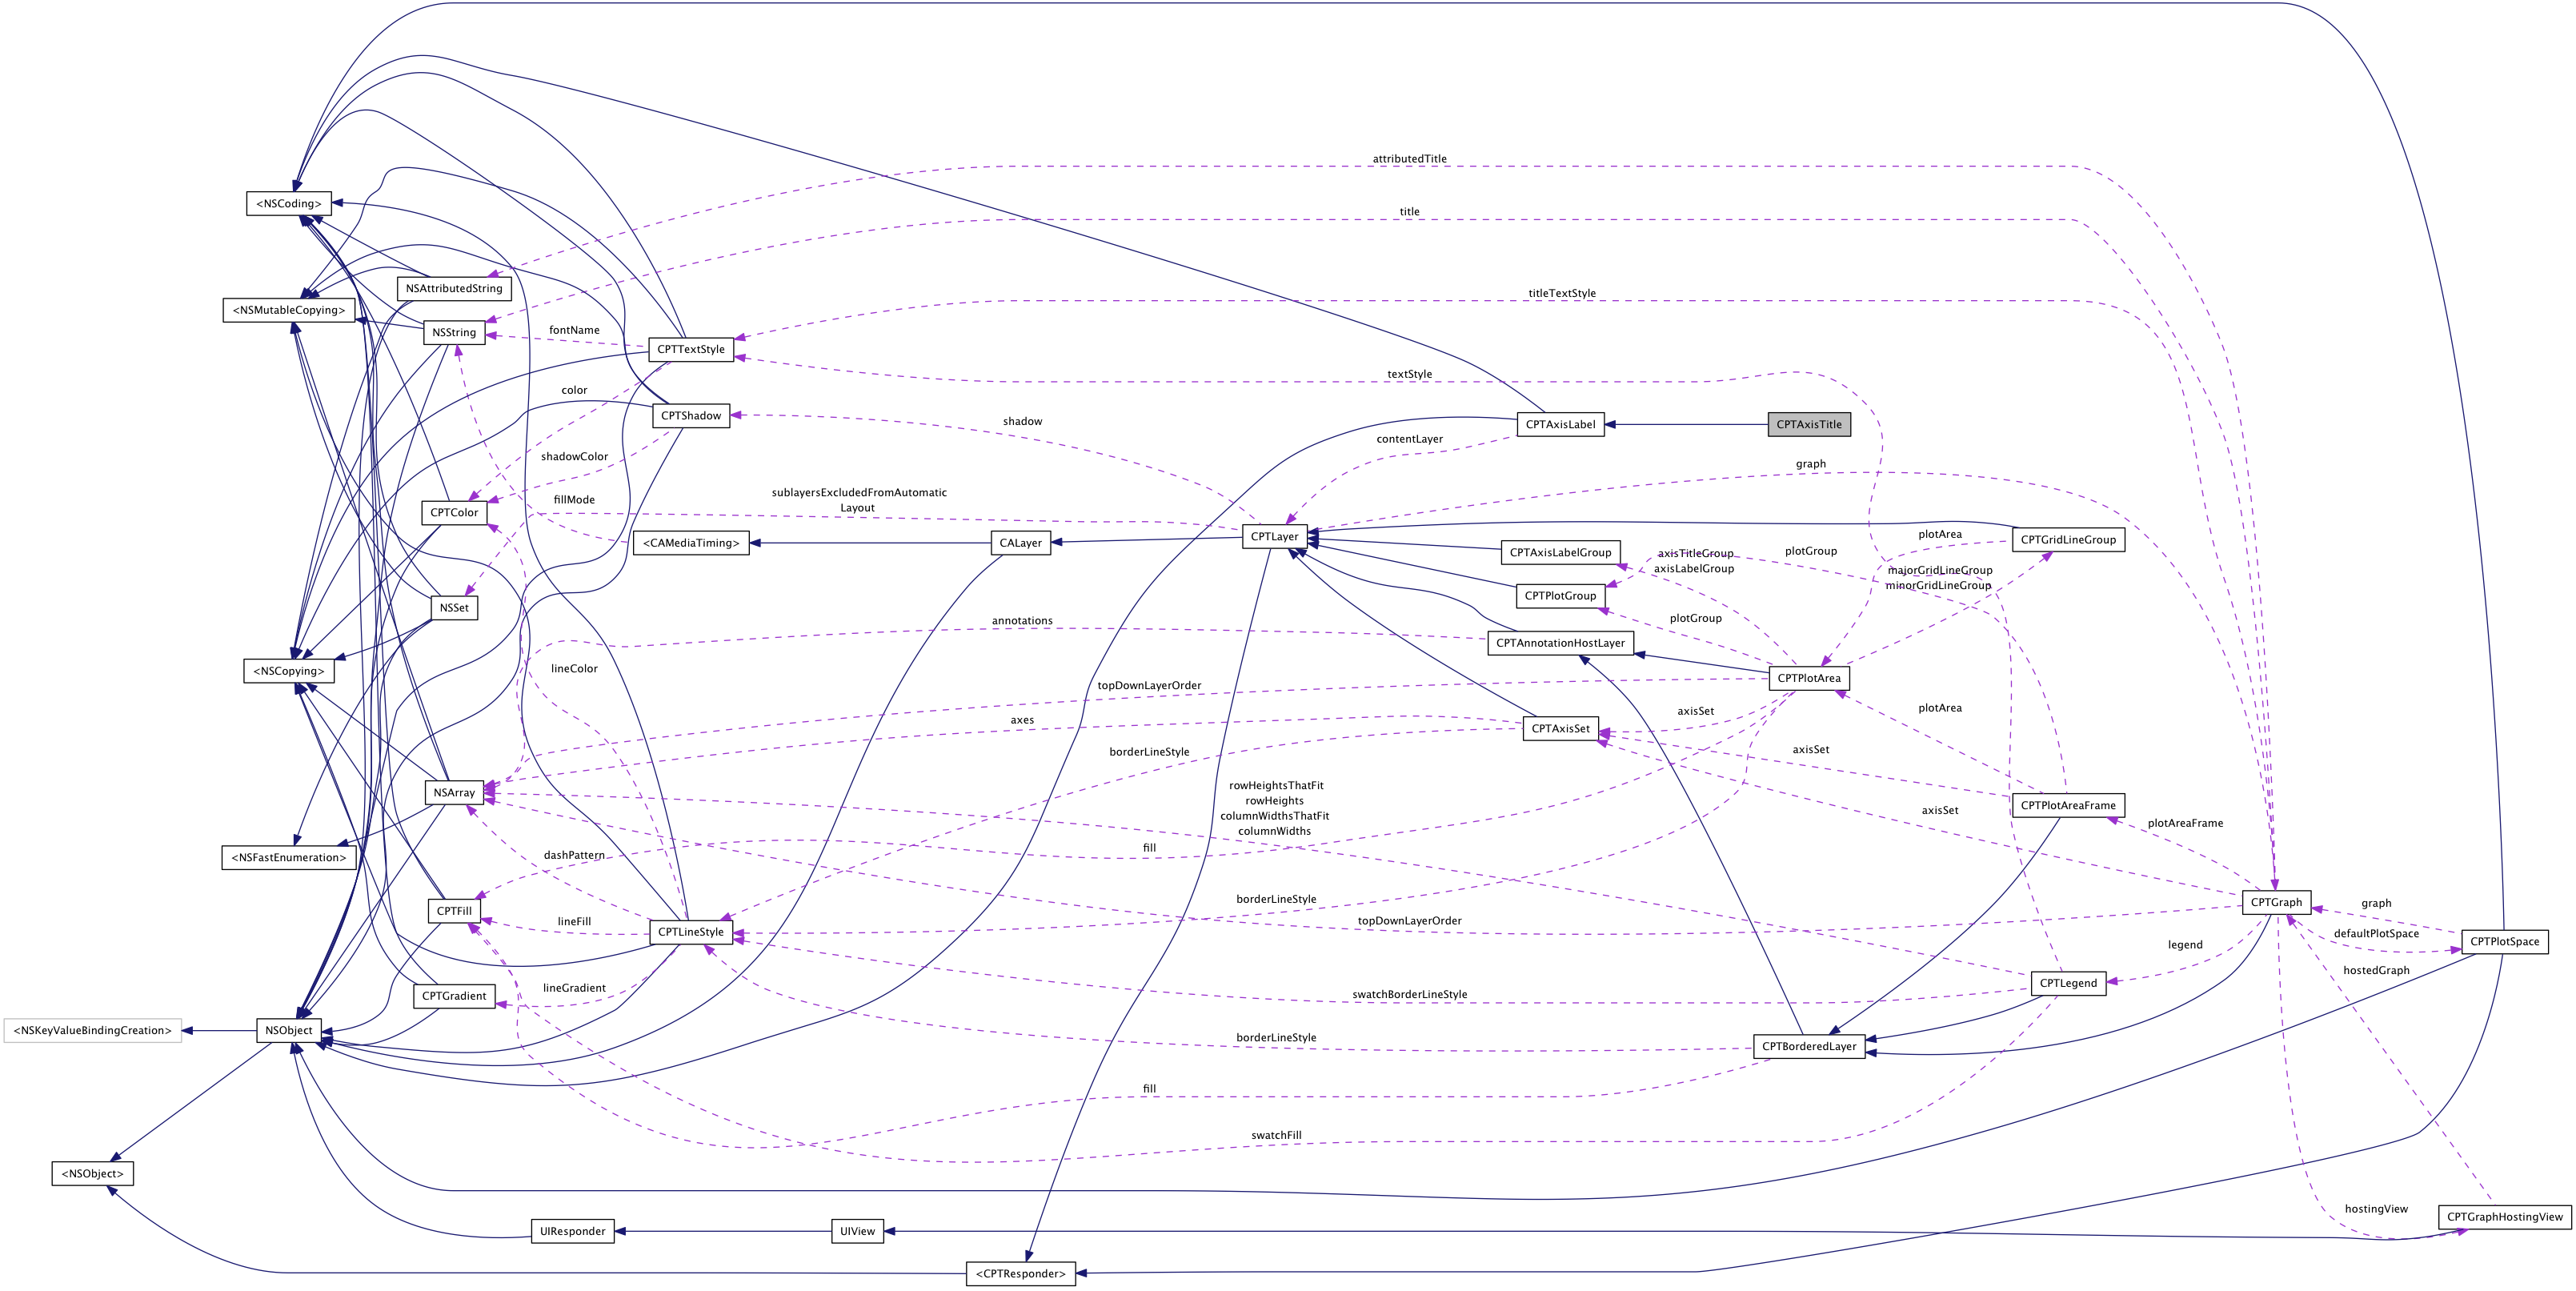 attributedTitle
<NSCoding>
title
NSAttributedString
titleTextStyle
<NSMutableCopying>
NSString
fontName
CPTTextStyle
textStyle
color
CPTShadow
shadow
CPTAxisLabel
CPTAxisTitle
contentLayer
shadowColor
graph
fillMode
sublayersExcludedFromAutomatic
Layout
CPTColor
<CAMediaTiming>
CALayer
CPTLayer
CPTAxisLabelGroup
axisTitleGroup
axisLabelGroup
plotGroup
plotArea
CPTGridLineGroup
majorGridLineGroup
minorGridLineGroup
CPTPlotGroup
NSSet
plotGroup
annotations
CPTAnnotationHostLayer
<NSCopying>
lineColor
CPTPlotArea
topDownLayerOrder
axes
CPTAxisSet
axisSet
plotArea
borderLineStyle
axisSet
rowHeightsThatFit
rowHeights
columnWidthsThatFit
columnWidths
NSArray
CPTPlotAreaFrame
axisSet
plotAreaFrame
<NSFastEnumeration>
dashPattern
fill
CPTFill
lineFill
CPTLineStyle
borderLineStyle
topDownLayerOrder
CPTGraph
graph
defaultPlotSpace
CPTPlotSpace
legend
hostedGraph
CPTGradient
lineGradient
swatchBorderLineStyle
CPTLegend
<NSKeyValueBindingCreation>
NSObject
borderLineStyle
CPTBorderedLayer
fill
swatchFill
<NSObject>
hostingView
CPTGraphHostingView
UIResponder
UIView
<CPTResponder>